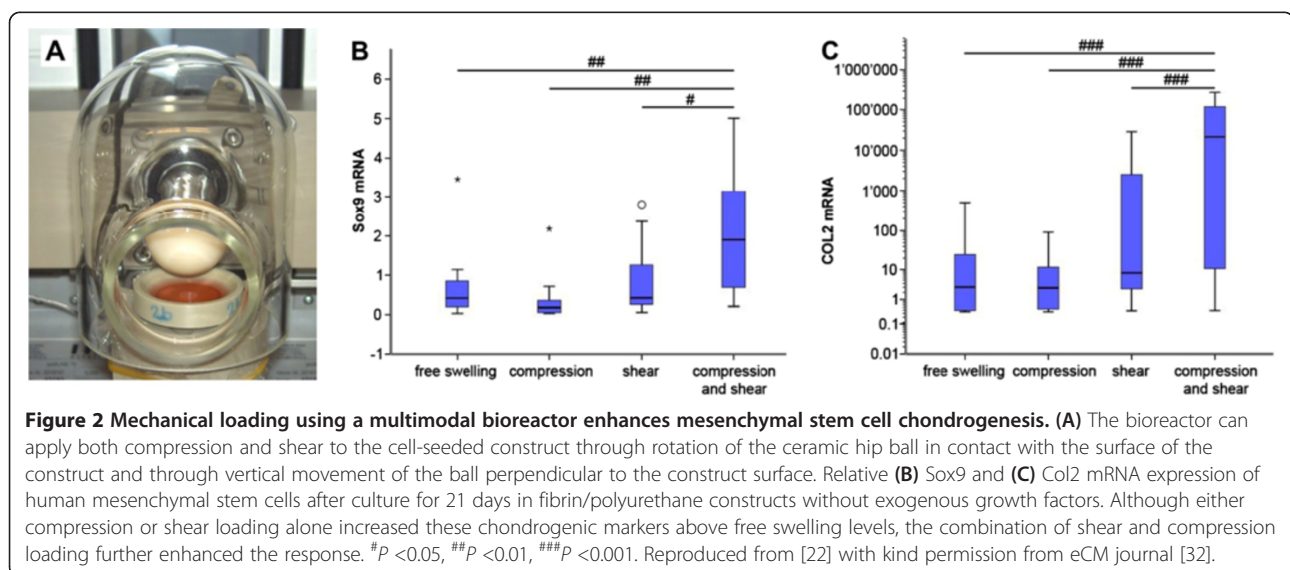 A
B
C
##
##
#
6
5
4
3
2
1
0
-1
Sox9 mRNA
free swelling compression shear compression and shear
###
###
###
1'000'000
100'000
10'000
1'000
100
10
1
0.1
0.01
COL2 mRNA
free swelling compression shear compression and shear
2b
Figure 2 Mechanical loading using a multimodal bioreactor enhances mesenchymal stem cell chondrogenesis. (A) The bioreactor can
apply both compression and shear to the cell-seeded construct through rotation of the ceramic hip ball in contact with the surface of the
construct and through vertical movement of the ball perpendicular to the construct surface. Relative (B) Sox9 and (C) Col2 mRNA expression of
human mesenchymal stem cells after culture for 21 days in fibrin/polyurethane constructs without exogenous growth factors. Although either
compression or shear loading alone increased these chondrogenic markers above free swelling levels, the combination of shear and compression
loading further enhanced the response. #P <0.05, ##P <0.01, ###P <0.001. Reproduced from [22] with kind permission from eCM journal [32].